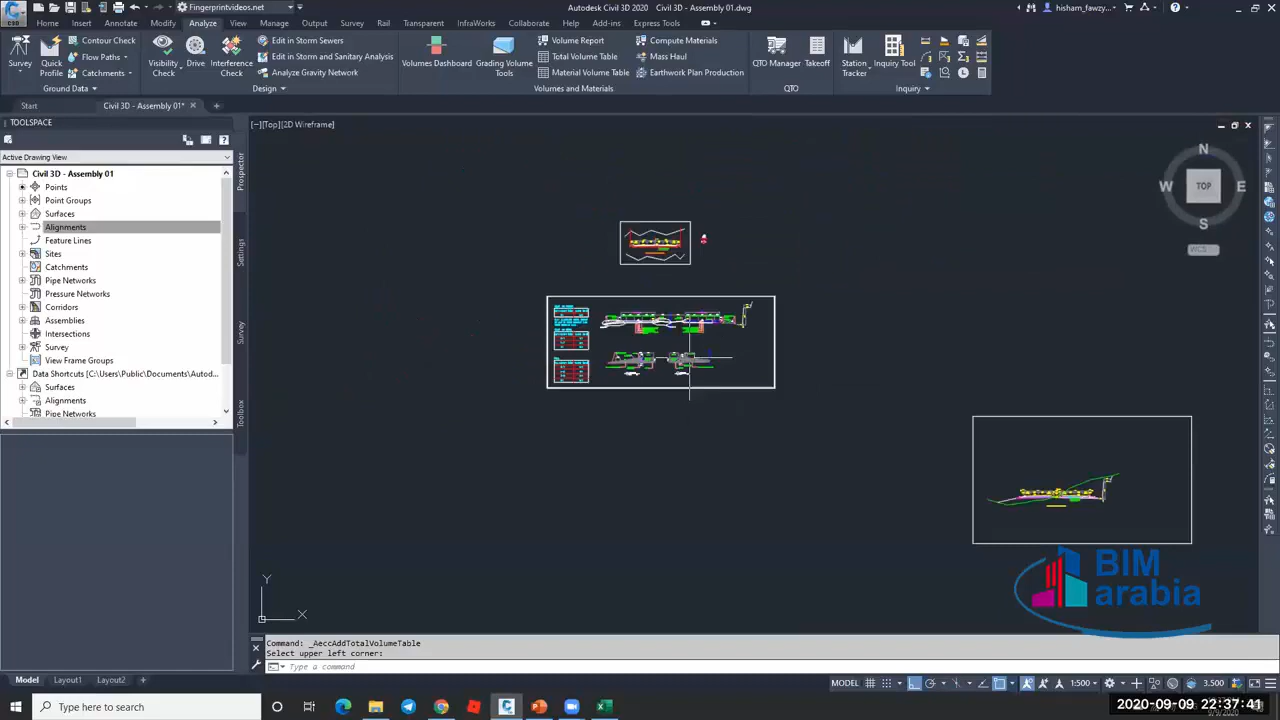 C3D
Fingerprintvideos.net
Autodesk Civil 3D 2020 Civil 3D - Assembly 01.dwg
hisham_fawzy...
Home Insert Annotate Modify Analyze View Manage Output Survey Rail Transparent InfraWorks Collaborate Help Add-ins Express Tools
Survey
Quick Profile
Contour Check
Flow Paths
Catchments
Ground Data
Visibility Check
Drive
Interference Check
Edit in Storm Sewers
Edit in Storm and Sanitary Analysis
Analyze Gravity Network
Design
Volumes Dashboard
Grading Volume Tools
Volume Report
Total Volume Table
Material Volume Table
Compute Materials
Mass Haul
Earthwork Plan Production
Volumes and Materials
QTO Manager
Takeoff
QTO
Station Tracker
Inquiry Tool
Inquiry
Start
Civil 3D - Assembly 01*
TOOLSPACE
Active Drawing View
Civil 3D - Assembly 01
Points
Point Groups
Surfaces
Alignments
Feature Lines
Sites
Catchments
Pipe Networks
Pressure Networks
Corridors
Assemblies
Intersections
Survey
View Frame Groups
Data Shortcuts [C:\Users\Public\Documents\Autod...
Surfaces
Alignments
Pipe Networks
Prospector
Settings
Survey
Toolbox
[−][Top][2D Wireframe]
N
W TOP E
S
WCS
Y
X
BIM
arabia
Command: _AeccAddTotalVolumeTable
Select upper left corner:
Type a command
Model Layout1 Layout2
MODEL
1:500
3.500
Type here to search
2020-09-09 22:37:41